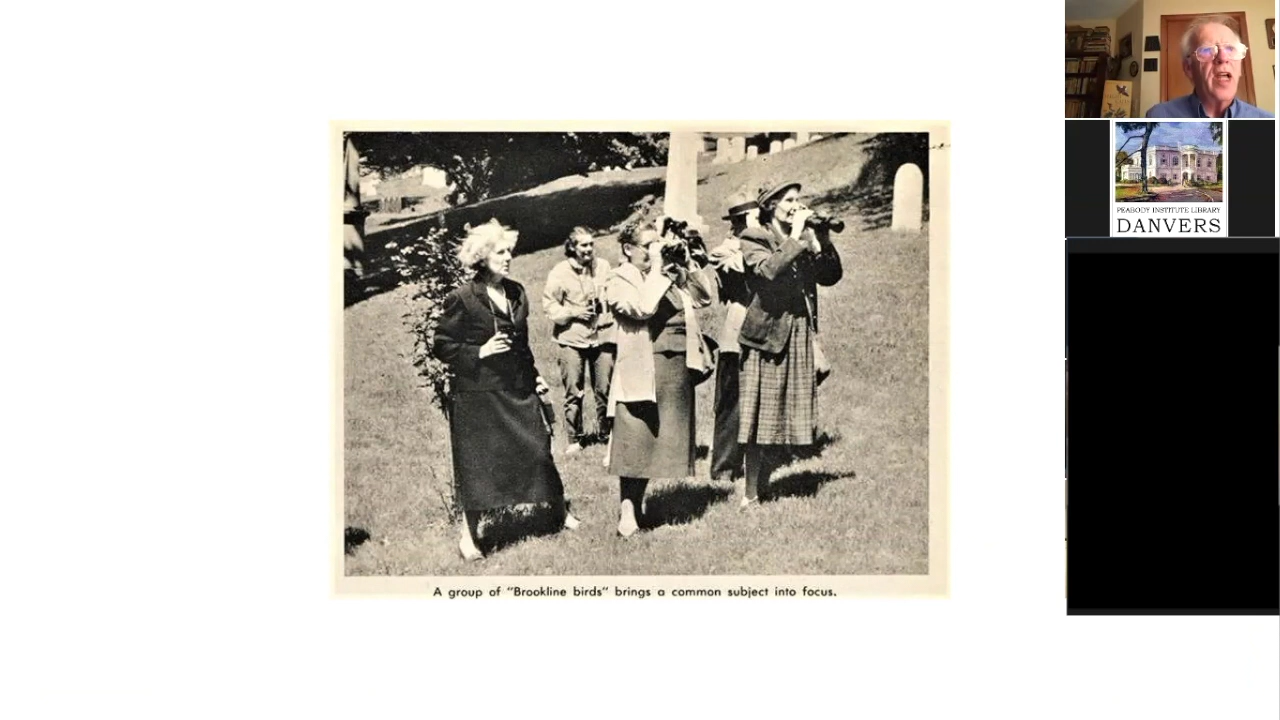 A group of "Brookline birds" brings a common subject into focus.
PEABODY INSTITUTE LIBRARY
DANVERS